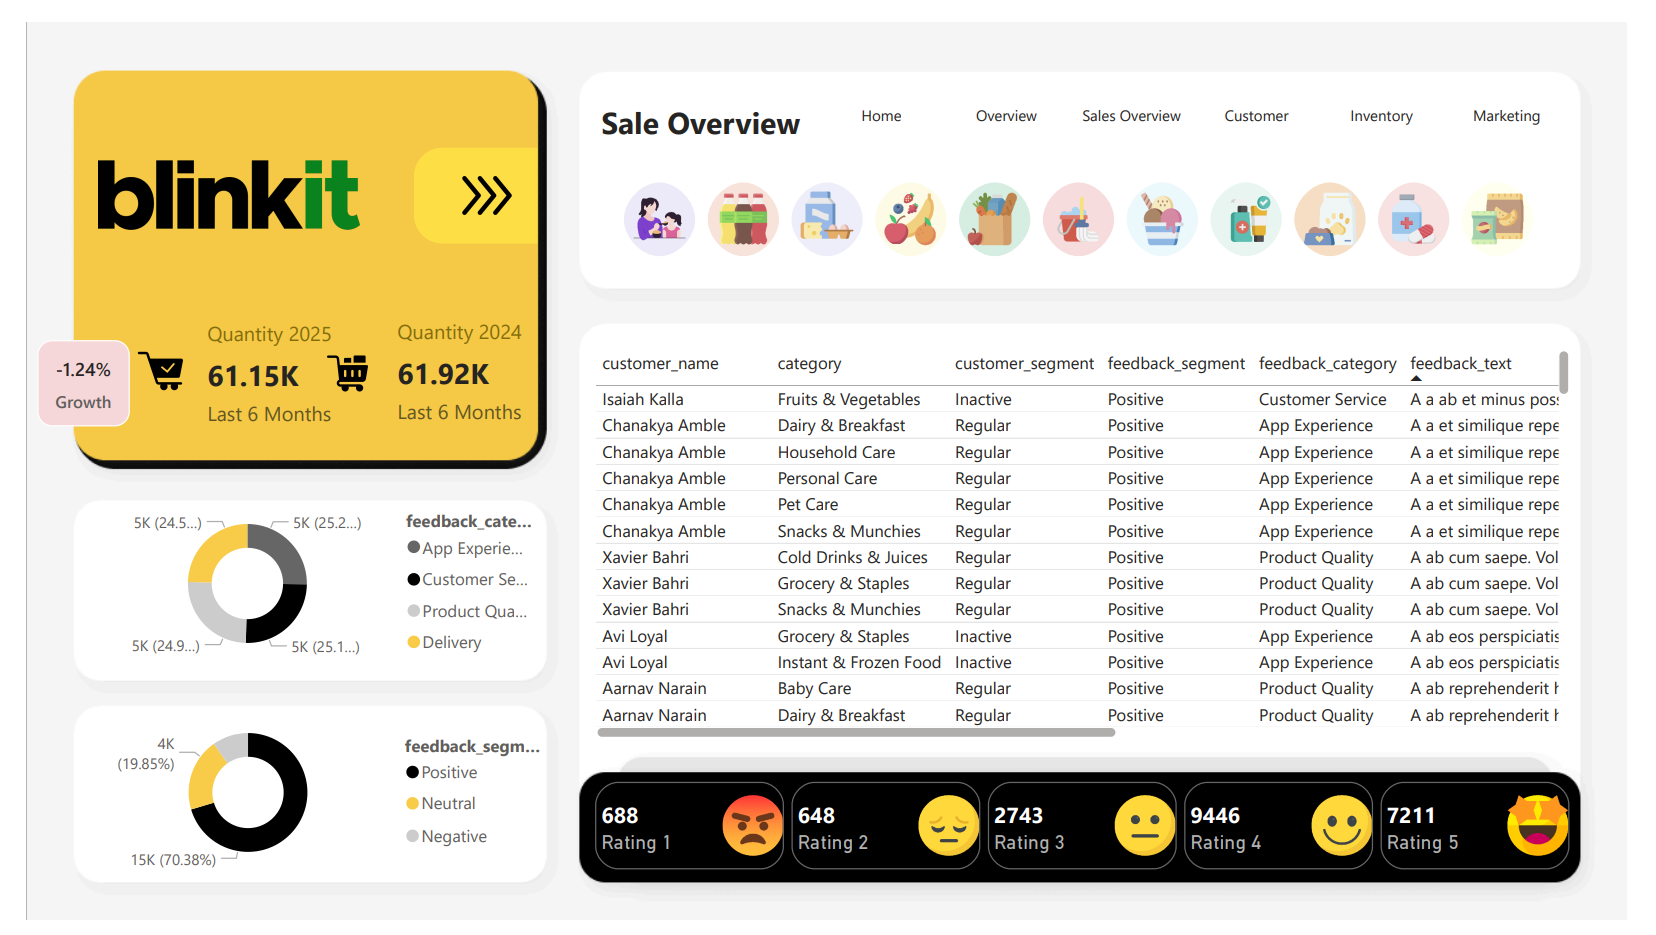 blinkit
Quantity 2025
61.15K
Last 6 Months
Quantity 2024
61.92K
Last 6 Months
-1.24%
Growth
5K (24.5...)
5K (25.2...)
5K (24.9...)
5K (25.1...)
feedback_cate...
App Experie...
Customer Se...
Product Qua...
Delivery
4K
(19.85%)
15K (70.38%)
feedback_segm...
Positive
Neutral
Negative
Sale Overview
Home
Overview
Sales Overview
Customer
Inventory
Marketing
customer_name category customer_segment feedback_segment feedback_category feedback_text
Isaiah Kalla Fruits & Vegetables Inactive Positive Customer Service A a ab et minus pos
Chanakya Amble Dairy & Breakfast Regular Positive App Experience A a et similique repe
Chanakya Amble Household Care Regular Positive App Experience A a et similique repe
Chanakya Amble Personal Care Regular Positive App Experience A a et similique repe
Chanakya Amble Pet Care Regular Positive App Experience A a et similique repe
Chanakya Amble Snacks & Munchies Regular Positive App Experience A a et similique repe
Xavier Bahri Cold Drinks & Juices Regular Positive Product Quality A ab cum saepe. Vol
Xavier Bahri Grocery & Staples Regular Positive Product Quality A ab cum saepe. Vol
Xavier Bahri Snacks & Munchies Regular Positive Product Quality A ab cum saepe. Vol
Avi Loyal Grocery & Staples Inactive Positive App Experience A ab eos perspiciatis
Avi Loyal Instant & Frozen Food Inactive Positive App Experience A ab eos perspiciatis
Aarnav Narain Baby Care Regular Positive Product Quality A ab reprehenderit
Aarnav Narain Dairy & Breakfast Regular Positive Product Quality A ab reprehenderit
688
Rating 1
648
Rating 2
2743
Rating 3
9446
Rating 4
7211
Rating 5